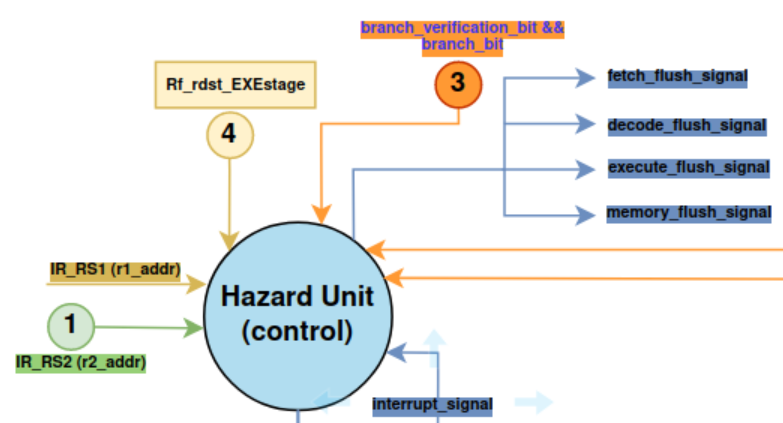 branch_verification_bit &&
branch_bit
3
Rf_rdst_EXEstage
4
fetch_flush_signal
decode_flush_signal
execute_flush_signal
memory_flush_signal
IR_RS1 (r1_addr)
1
IR_RS2 (r2_addr)
Hazard Unit
(control)
interrupt_signal